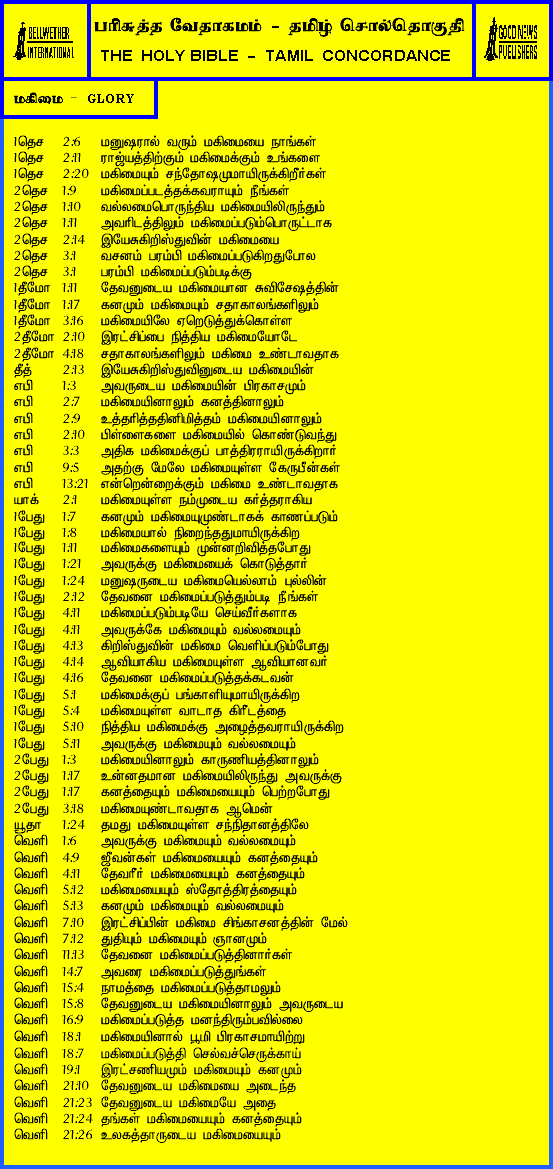 BELLWETHER INTERNATIONAL
பரிசுத்த வேதாகமம் - தமிழ் சொல்தொகுதி
THE HOLY BIBLE - TAMIL CONCORDANCE
GOOD NEWS PUBLISHERS
மகிமை - GLORY
1தெச 2:6 மனுஷரால் வரும் மகிமையை நாங்கள்
1தெச 2:11 ராஜ்யத்திற்கும் மகிமைக்கும் உங்களை
1தெச 2:20 மகிமையும் சந்தோஷமுமாயிருக்கிறீர்கள்
2தெச 1:9 மகிமைப்படத்தக்கவராயும் நீங்கள்
2தெச 1:10 வல்லமைபொருந்திய மகிமையிலிருந்தும்
2தெச 1:11 அவரிடத்திலும் மகிமைப்படும்பொருட்டாக
2தெச 2:14 இயேசுகிறிஸ்துவின் மகிமையை
2தெச 3:1 வசனம் பரம்பி மகிமைப்படுகிறதுபோல
2தெச 3:1 பரம்பி மகிமைப்படும்படிக்கு
1தீமோ 1:11 தேவனுடைய மகிமையான சுவிசேஷத்தின்
1தீமோ 1:17 கனமும் மகிமையும் சதாகாலங்களிலும்
1தீமோ 3:16 மகிமையிலே ஏறெடுத்துக்கொள்ள
2தீமோ 2:10 இரட்சிப்பை நித்திய மகிமையோடே
2தீமோ 4:18 சதாகாலங்களிலும் மகிமை உண்டாவதாக
தீத் 2:13 இயேசுகிறிஸ்துவினுடைய மகிமையின்
எபி 1:3 அவருடைய மகிமையின் பிரகாசமும்
எபி 2:7 மகிமையினாலும் கனத்தினாலும்
எபி 2:9 உத்தரித்ததினிமித்தம் மகிமையினாலும்
எபி 2:10 பிள்ளைகளை மகிமையில் கொண்டுவந்து
எபி 3:3 அதிக மகிமைக்குப் பாத்திரராயிருக்கிறார்
எபி 9:5 அதற்கு மேலே மகிமையுள்ள கேருபீன்கள்
எபி 13:21 என்றென்றைக்கும் மகிமை உண்டாவதாக
யாக் 2:1 மகிமையுள்ள நம்முடைய கர்த்தராகிய
1பேது 1:7 கனமும் மகிமையுமுண்டாகக் காணப்படும்
1பேது 1:8 மகிமையால் நிறைந்ததுமாயிருக்கிற
1பேது 1:11 மகிமைகளையும் முன்னறிவித்தபோது
1பேது 1:21 அவருக்கு மகிமையைக் கொடுத்தார்
1பேது 1:24 மனுஷருடைய மகிமையெல்லாம் புல்லின்
1பேது 2:12 தேவனை மகிமைப்படுத்தும்படி நீங்கள்
1பேது 4:11 மகிமைப்படும்படியே செய்வீர்களாக
1பேது 4:11 அவருக்கே மகிமையும் வல்லமையும்
1பேது 4:13 கிறிஸ்துவின் மகிமை வெளிப்படும்போது
1பேது 4:14 ஆவியாகிய மகிமையுள்ள ஆவியானவர்
1பேது 4:16 தேவனை மகிமைப்படுத்தக்கடவன்
1பேது 5:1 மகிமைக்குப் பங்காளியுமாயிருக்கிற
1பேது 5:4 மகிமையுள்ள வாடாத கிரீடத்தை
1பேது 5:10 நித்திய மகிமைக்கு அழைத்தவராயிருக்கிற
1பேது 5:11 அவருக்கு மகிமையும் வல்லமையும்
2பேது 1:3 மகிமையினாலும் காருணியத்தினாலும்
2பேது 1:17 உன்னதமான மகிமையிலிருந்து அவருக்கு
2பேது 1:17 கனத்தையும் மகிமையையும் பெற்றபோது
2பேது 3:18 மகிமையுண்டாவதாக ஆமென்
யூதா 1:24 தமது மகிமையுள்ள சந்நிதானத்திலே
வெளி 1:6 அவருக்கு மகிமையும் வல்லமையும்
வெளி 4:9 ஜீவன்கள் மகிமையையும் கனத்தையும்
வெளி 4:11 தேவரீர் மகிமையையும் கனத்தையும்
வெளி 5:12 மகிமையையும் ஸ்தோத்திரத்தையும்
வெளி 5:13 கனமும் மகிமையும் வல்லமையும்
வெளி 7:10 இரட்சிப்பின் மகிமை சிங்காசனத்தின் மேல்
வெளி 7:12 துதியும் மகிமையும் ஞானமும்
வெளி 11:13 தேவனை மகிமைப்படுத்தினார்கள்
வெளி 14:7 அவரை மகிமைப்படுத்துங்கள்
வெளி 15:4 நாமத்தை மகிமைப்படுத்தாமலும்
வெளி 15:8 தேவனுடைய மகிமையினாலும் அவருடைய
வெளி 16:9 மகிமைப்படுத்த மனந்திரும்பவில்லை
வெளி 18:1 மகிமையினால் பூமி பிரகாசமாயிற்று
வெளி 18:7 மகிமைப்படுத்தி செல்வச்செருக்காய்
வெளி 19:1 இரட்சணியமும் மகிமையும் கனமும்
வெளி 21:10 தேவனுடைய மகிமையை அடைந்த
வெளி 21:23 தேவனுடைய மகிமையே அதை
வெளி 21:24 தங்கள் மகிமையையும் கனத்தையும்
வெளி 21:26 உலகத்தாருடைய மகிமையையும்